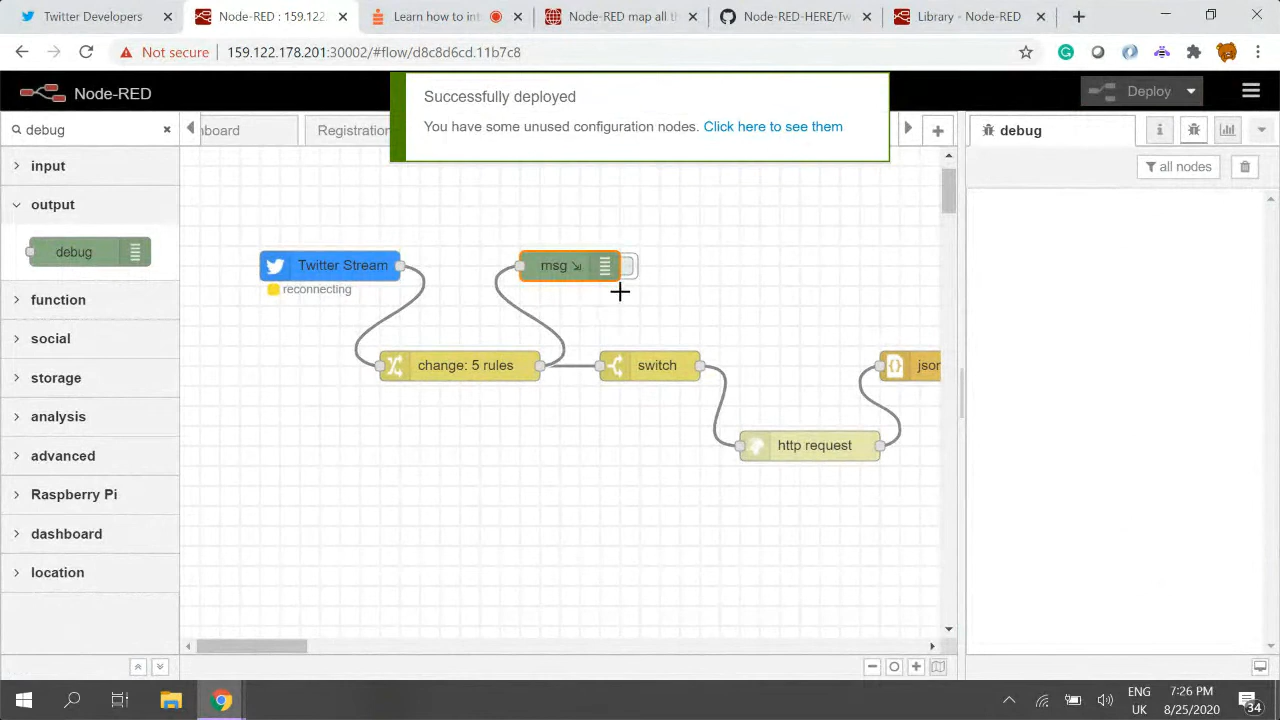 Twitter Developers
Node-RED : 159.122
Learn how to int
Node-RED map all t
Node-RED-HERE/Tw
Library - Node-RED
Not secure
159.122.178.201:30002/#flow/d8c8d6cd.11b7c8
Node-RED
Successfully deployed
You have some unused configuration nodes. Click here to see them
Deploy
debug
board
Registration
debug
all nodes
input
output
debug
function
social
storage
analysis
advanced
Raspberry Pi
dashboard
location
Twitter Stream
reconnecting
msg
change: 5 rules
switch
json
http request
ENG
UK
7:26 PM
8/25/2020
34